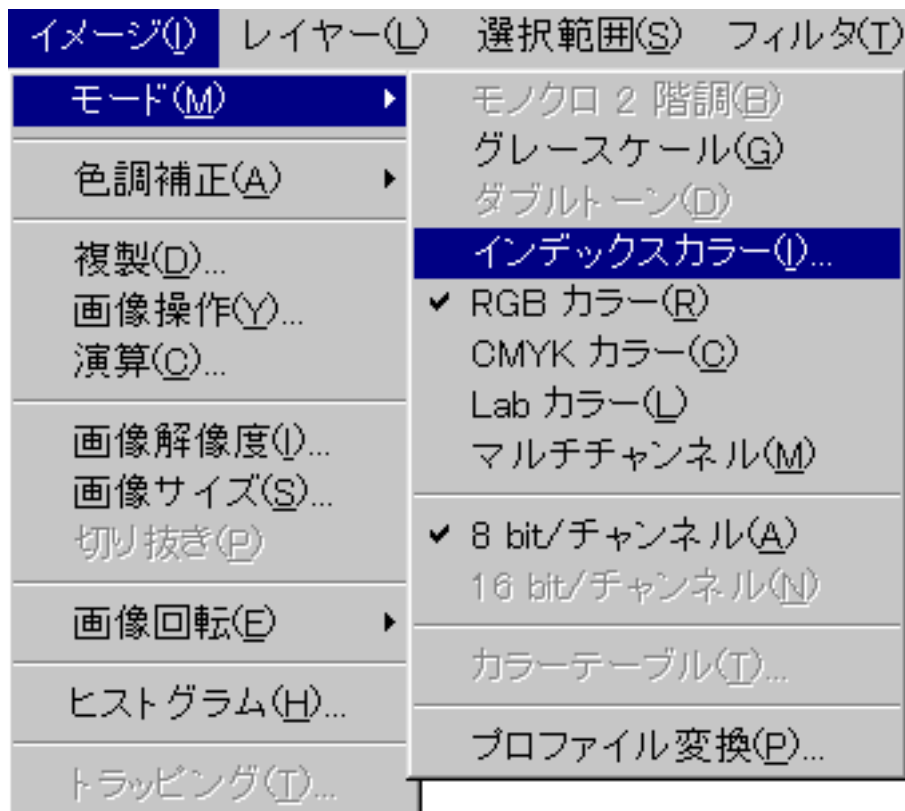 イメージ(I) レイヤー(L) 選択範囲(S) フィルタ(T)
モード(M)
色調補正(A)
複製(D)...
画像操作(Y)...
演算(C)...
画像解像度(I)...
画像サイズ(S)...
切り抜き(P)
画像回転(E)
ヒストグラム(H)...
トラッピング(T)...
モノクロ 2 階調(B)
グレースケール(G)
ダブルトーン(D)
インデックスカラー(I)...
RGB カラー(R)
CMYK カラー(C)
Lab カラー(L)
マルチチャンネル(M)
8 bit/チャンネル(A)
16 bit/チャンネル(N)
カラーテーブル(T)...
プロファイル変換(P)...